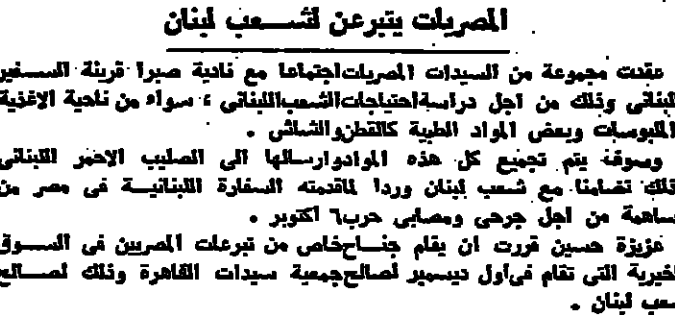 المصريات يتبرعن لشعب لبنان
عقدت مجموعة من السيدات المصريات اجتماعا مع نادية صبرا قرينة السفير
اللبنانى وذلك من اجل دراسة احتياجات الشعب اللبنانى ، سواء من ناحية الاغذية
الملبوسات وبعض المواد الطبية كالقطن والشاش .
وسوف يتم تجميع كل هذه المواد وارسالها الى الصليب الاحمر اللبنانى
ذلك تضامنا مع شعب لبنان وردا لما قدمته السفارة اللبنانية فى مصر من
ساهمة من اجل جرحى ومصابى حرب ٦ اكتوبر .
عزيزة حسين قررت ان يقام جناح خاص من تبرعات المصريين فى السوق
لخيرية التى تقام فى اول ديسمبر لصالح جمعية سيدات القاهرة وذلك لصالح
شعب لبنان .